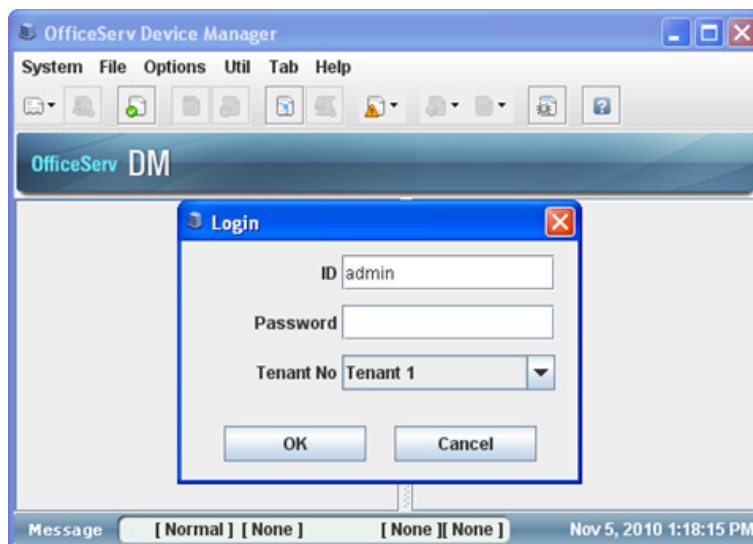 OfficeServ Device Manager
System File Options Util Tab Help
OfficeServ DM
Login
ID admin
Password
Tenant No Tenant 1
OK Cancel
Message [ Normal ] [ None ] [ None ][ None ] Nov 5, 2010 1:18:15 PM